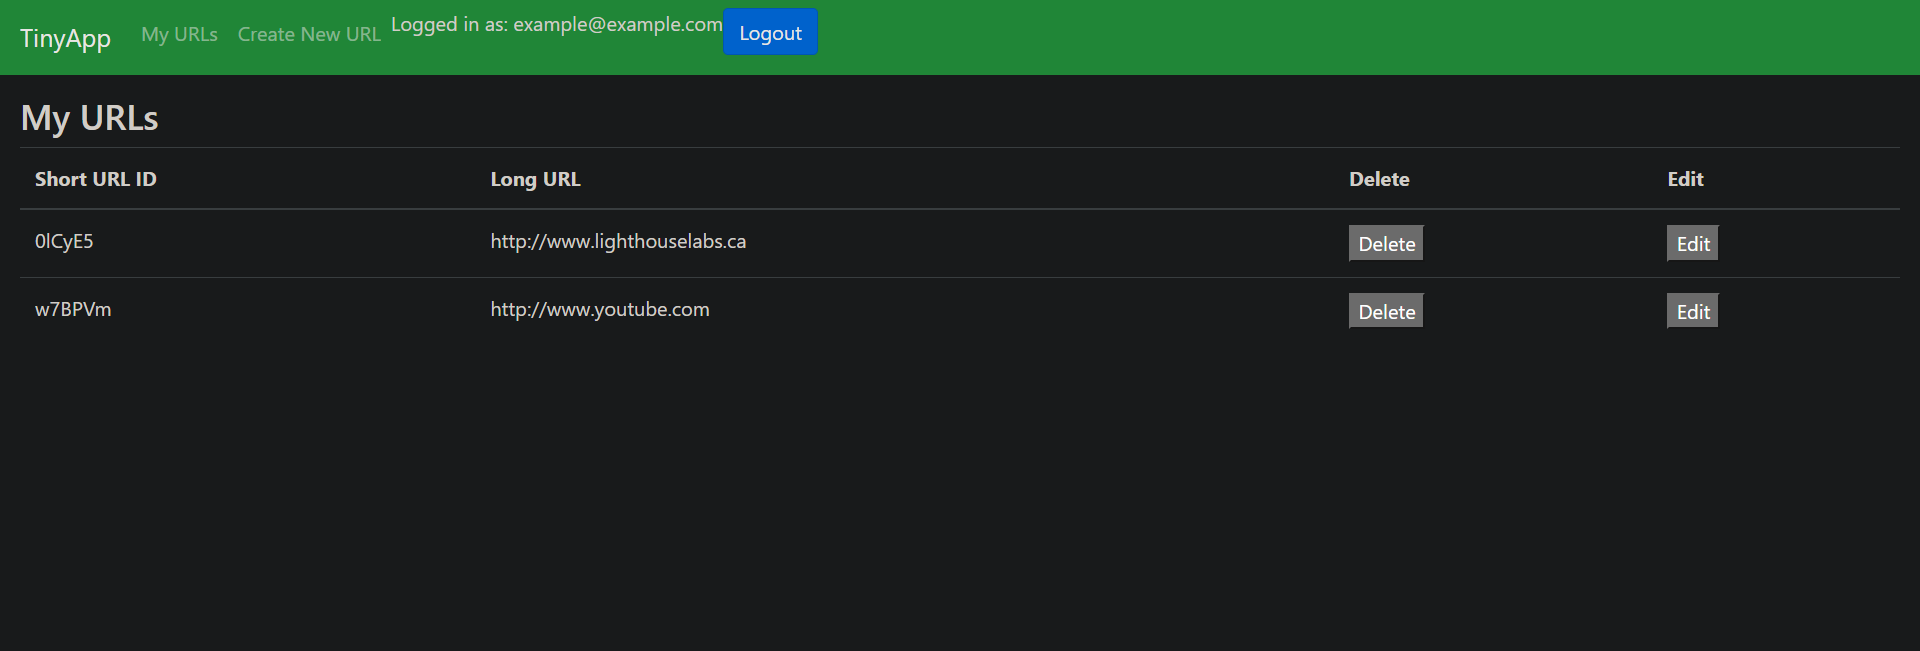 TinyApp My URLs Create New URL Logged in as: example@example.com Logout
My URLs
Short URL ID Long URL Delete Edit
0lCyE5 http://www.lighthouselabs.ca Delete Edit
w7BPVm http://www.youtube.com Delete Edit